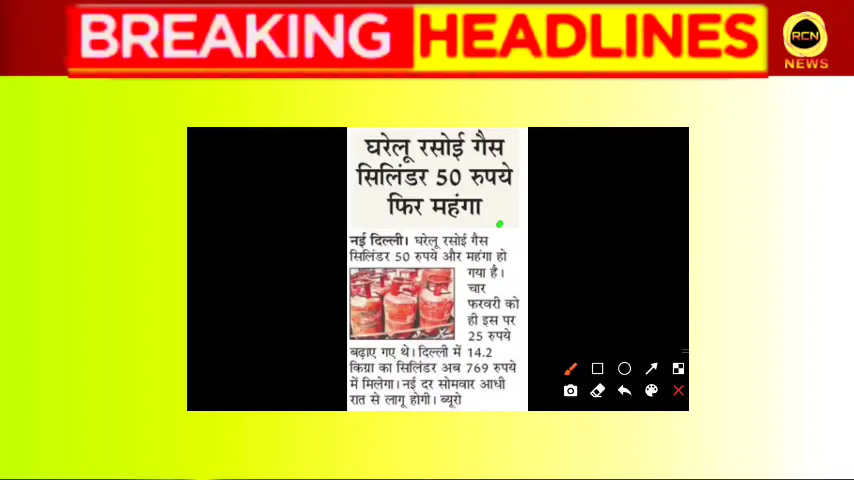 BREAKING HEADLINES
RCN
NEWS
घरेलू रसोई गैस
सिलिंडर 50 रुपये
फिर महंगा
नई दिल्ली। घरेलू रसोई गैस
सिलिंडर 50 रुपये और महंगा हो
गया है।
चार
फरवरी को
ही इस पर
25 रुपये
बढ़ाए गए थे। दिल्ली में 14.2
किग्रा का सिलिंडर अब 769 रुपये
में मिलेगा। नई दर सोमवार आधी
रात से लागू होगी। ब्यूरो